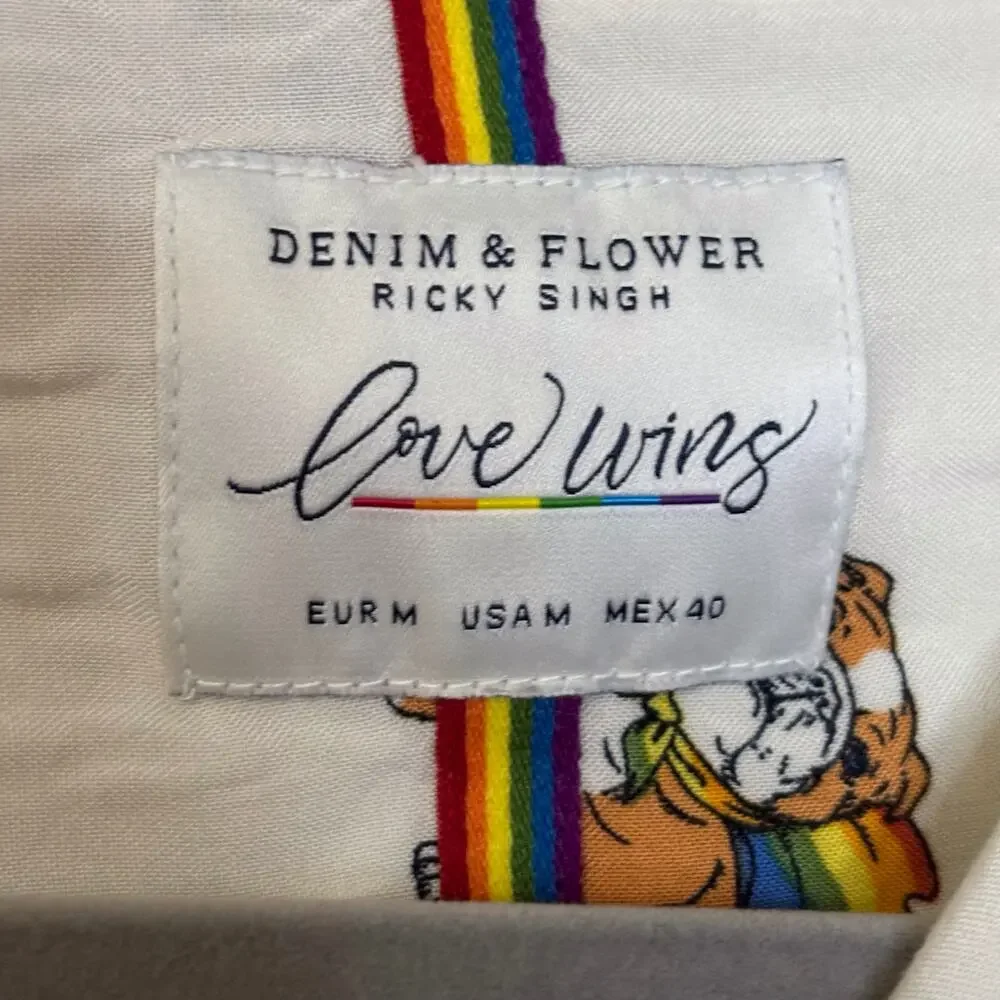 DENIM & FLOWER
RICKY SINGH
love wins
EUR M USA M MEX 40